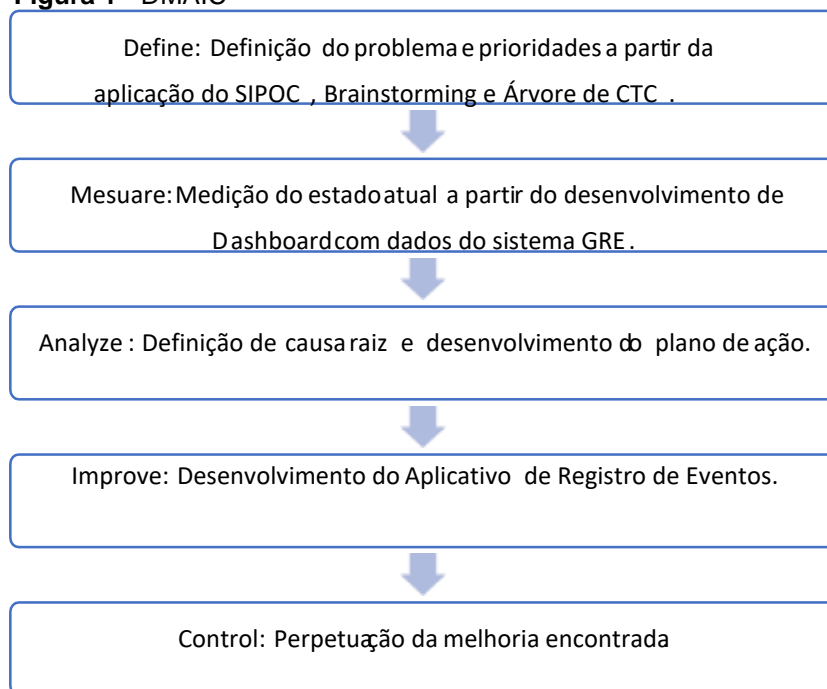 Figura 1 - DMAIC
Define: Definição do problema e prioridades a partir da
aplicação do SIPOC , Brainstorming e Árvore de CTC .
Mesuare: Medição do estado atual a partir do desenvolvimento de
Dashboard com dados do sistema GRE .
Analyze : Definição de causa raiz e desenvolvimento do plano de ação.
Improve: Desenvolvimento do Aplicativo de Registro de Eventos.
Control: Perpetuação da melhoria encontrada